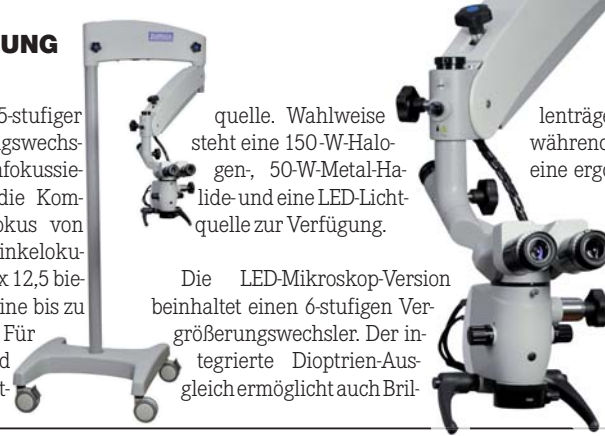 UNG
5-stufiger
gswechs-
nfokussie-
die Kom-
okus von
inkeloku-
x 12,5 bie-
ine bis zu
Für
d
t-
quelle. Wahlweise
steht eine 150-W-Halo-
gen-, 50-W-Metal-Ha-
lide- und eine LED-Licht-
quelle zur Verfügung.
Die LED-Mikroskop-Version
beinhaltet einen 6-stufigen Ver-
größerungswechsler. Der in-
tegrierte Dioptrien-Aus-
gleich ermöglicht auch Bril-
lenträge
während
eine erg